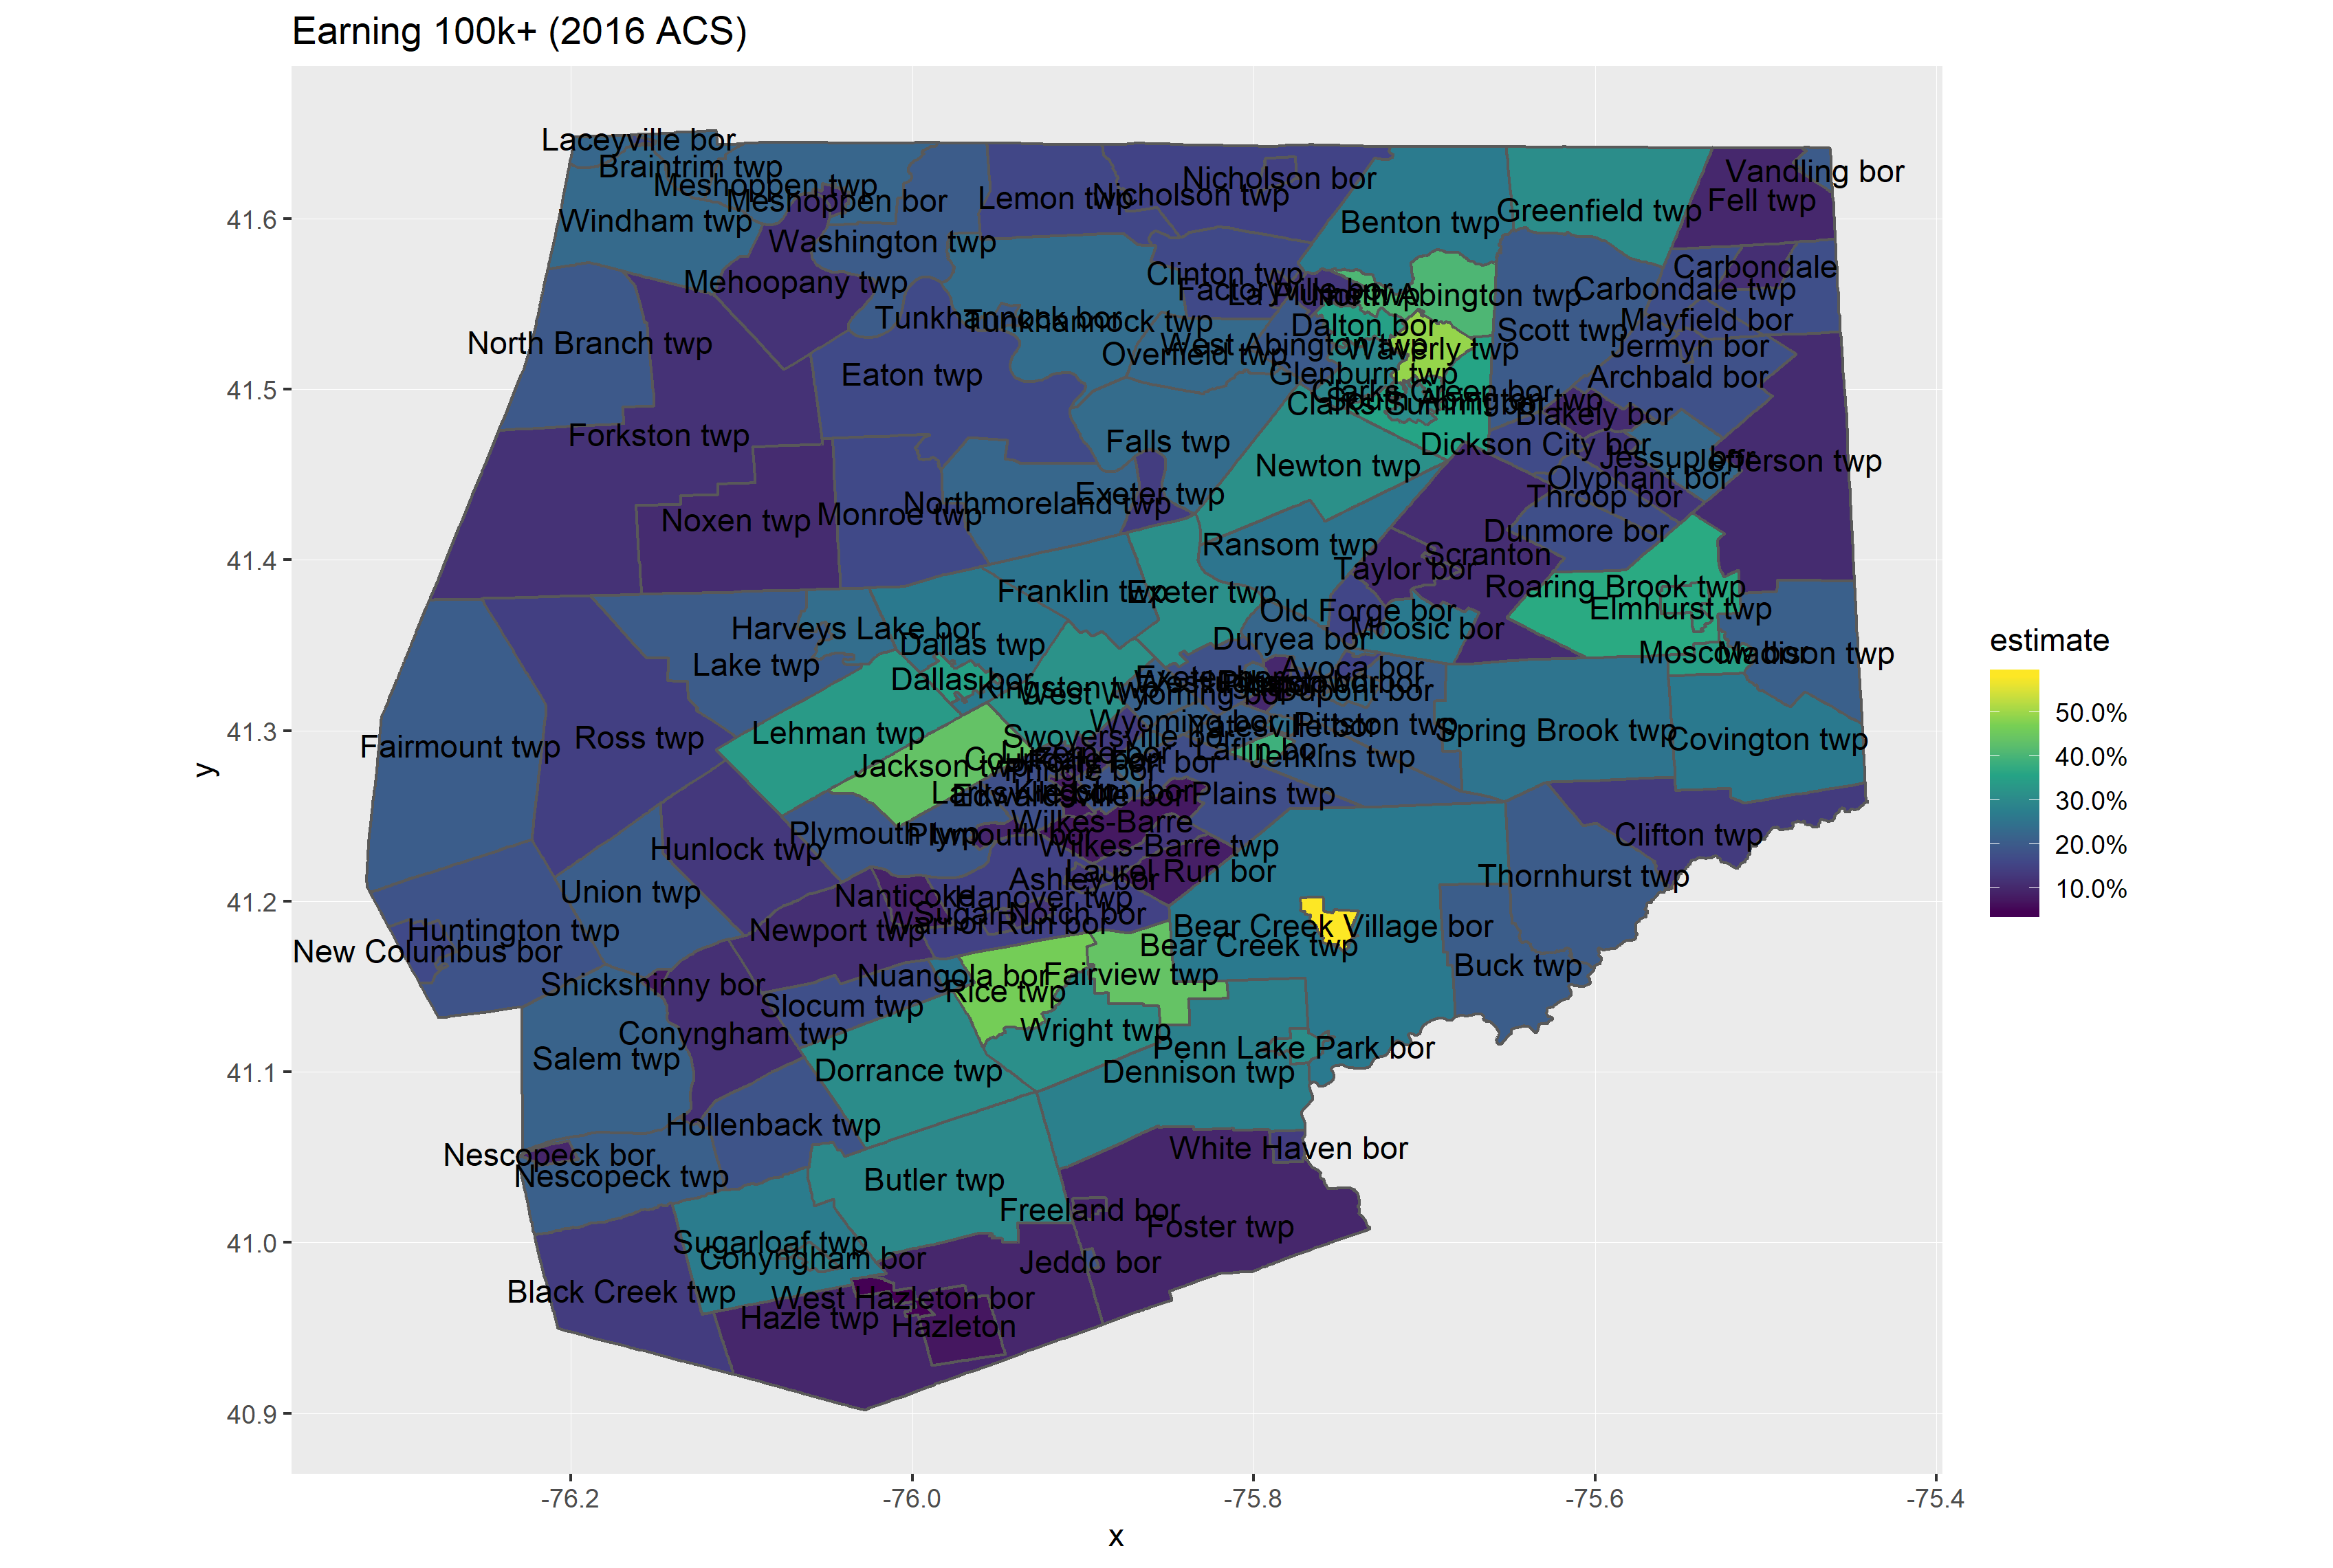 Earning 100k+ (2016 ACS)
Laceyville bor
Braintrim twp
Meshoppen twp
Meshoppen bor
Windham twp
Washington twp
Lemon twp
Nicholson twp
Nicholson bor
Benton twp
Greenfield twp
Vandling bor
Fell twp
Mehoopany twp
Clinton twp
Factoryville bor
La Plume twp
North Abington twp
Carbondale
Carbondale twp
Tunkhannock bor
Tunkhannock twp
Dalton bor
Scott twp
Mayfield bor
North Branch twp
Overfield twp
West Abington twp
Waverly twp
Jermyn bor
Eaton twp
Glenburn twp
Archbald bor
Clarks Green bor
South Abington twp
Clarks Summit bor
Blakely bor
Forkston twp
Falls twp
Newton twp
Dickson City bor
Jessup bor
Jefferson twp
Olyphant bor
Throop bor
Noxen twp
Monroe twp
Northmoreland twp
Exeter twp
Dunmore bor
Ransom twp
Scranton
Taylor bor
Franklin twp
Exeter twp
Roaring Brook twp
Elmhurst twp
Old Forge bor
Moosic bor
Harveys Lake bor
Dallas twp
Duryea bor
Moscow bor
Madison twp
Lake twp
Dallas bor
Kingston twp
West Wyoming bor
Exeter bor
Avoca bor
Dupont bor
Wyoming bor
Yatesville bor
Pittston twp
Spring Brook twp
Covington twp
Fairmount twp
Ross twp
Lehman twp
Swoyersville bor
Laflin bor
Jenkins twp
Jackson twp
Pringle bor
Kingston bor
Edwardsville bor
Plains twp
Wilkes-Barre
Plymouth twp
Plymouth bor
Wilkes-Barre twp
Clifton twp
Hunlock twp
Laurel Run bor
Thornhurst twp
Union twp
Nanticoke
Ashley bor
Hanover twp
Sugar Notch bor
Warrior Run bor
Huntington twp
New Columbus bor
Newport twp
Bear Creek Village bor
Bear Creek twp
Buck twp
Shickshinny bor
Nuangola bor
Fairview twp
Rice twp
Slocum twp
Conyngham twp
Wright twp
Salem twp
Penn Lake Park bor
Dorrance twp
Dennison twp
Hollenback twp
White Haven bor
Nescopeck bor
Nescopeck twp
Butler twp
Freeland bor
Foster twp
Sugarloaf twp
Conyngham bor
Jeddo bor
Black Creek twp
West Hazleton bor
Hazle twp
Hazleton
41.6
41.5
41.4
41.3
41.2
41.1
41.0
40.9
y
-76.2
-76.0
-75.8
-75.6
-75.4
x
estimate
50.0%
40.0%
30.0%
20.0%
10.0%